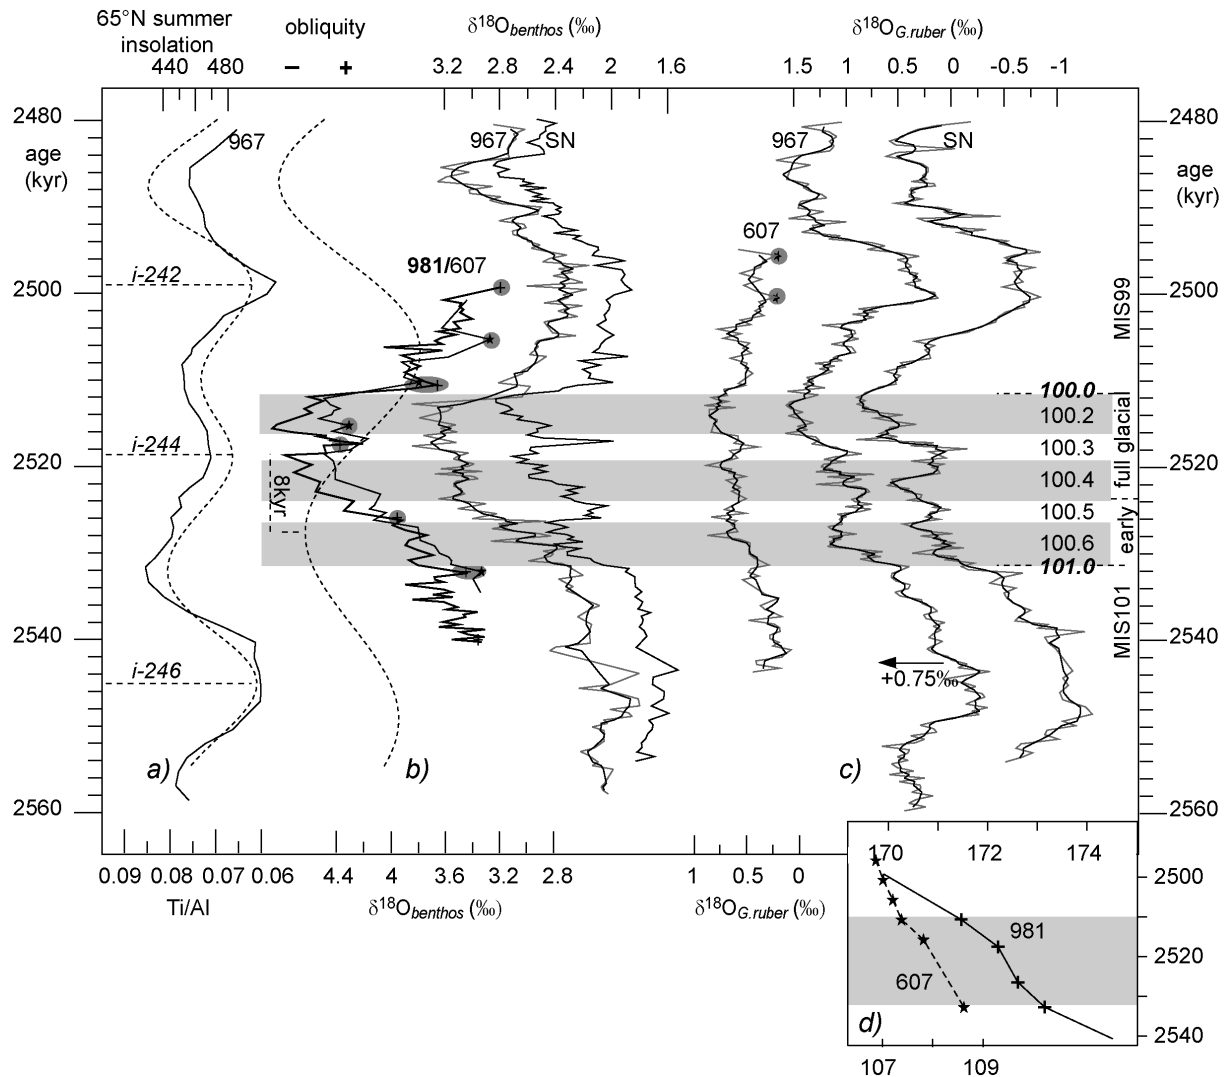 65°N summer
insolation
440 480
obliquity
− +
δ18Obenthos (‰)
3.2 2.8 2.4 2 1.6
δ18OG.ruber (‰)
1.5 1 0.5 0 -0.5 -1
2480
age
(kyr)
2500
2520
2540
2560
2480
age
(kyr)
2500
2520
2540
2560
967
967
SN
967
SN
607
981/607
i-242
i-244
i-246
8kyr
MIS99
full glacial
early
MIS101
100.0
100.2
100.3
100.4
100.5
100.6
101.0
+0.75‰
a)
b)
c)
0.09 0.08 0.07 0.06
Ti/Al
4.4 4 3.6 3.2 2.8
δ18Obenthos (‰)
1 0.5 0
δ18OG.ruber (‰)
170 172 174
2500
2520
2540
981
607
d)
107 109